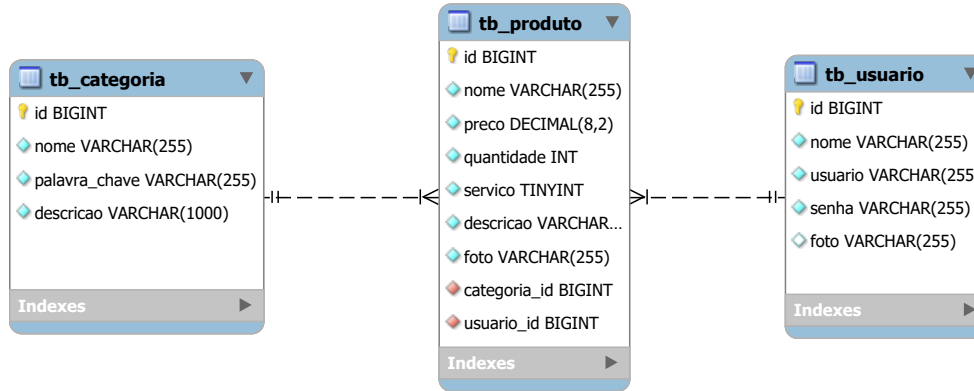 tb_categoria
id BIGINT
nome VARCHAR(255)
palavra_chave VARCHAR(255)
descricao VARCHAR(1000)
Indexes
tb_produto
id BIGINT
nome VARCHAR(255)
preco DECIMAL(8,2)
quantidade INT
servico TINYINT
descricao VARCHAR...
foto VARCHAR(255)
categoria_id BIGINT
usuario_id BIGINT
Indexes
tb_usuario
id BIGINT
nome VARCHAR(255)
usuario VARCHAR(255
senha VARCHAR(255)
foto VARCHAR(255)
Indexes